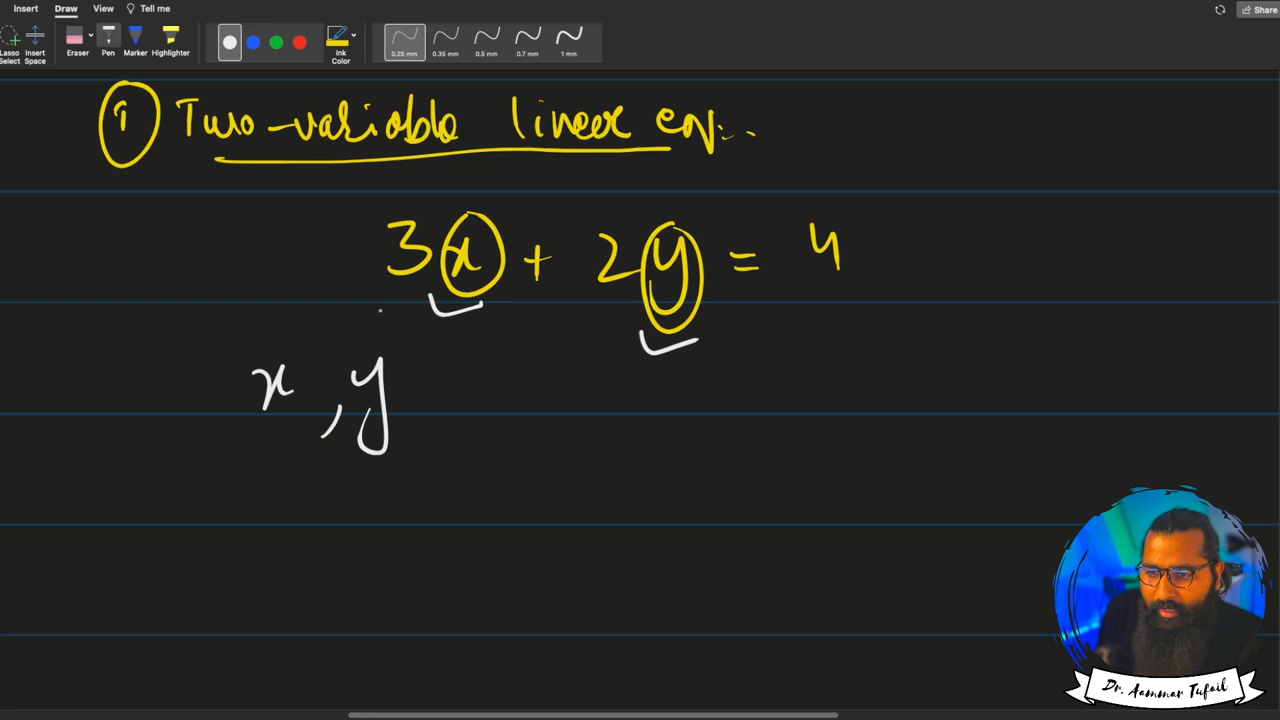 Insert Draw View Tell me
Share
Lasso Select Insert Space Eraser Pen Marker Highlighter Ink Color 0.25 mm 0.35 mm 0.5 mm 0.7 mm 1 mm
① Two-variable linear eq:.
3x + 2y = 4
x , y
Dr. Aammar Tufail